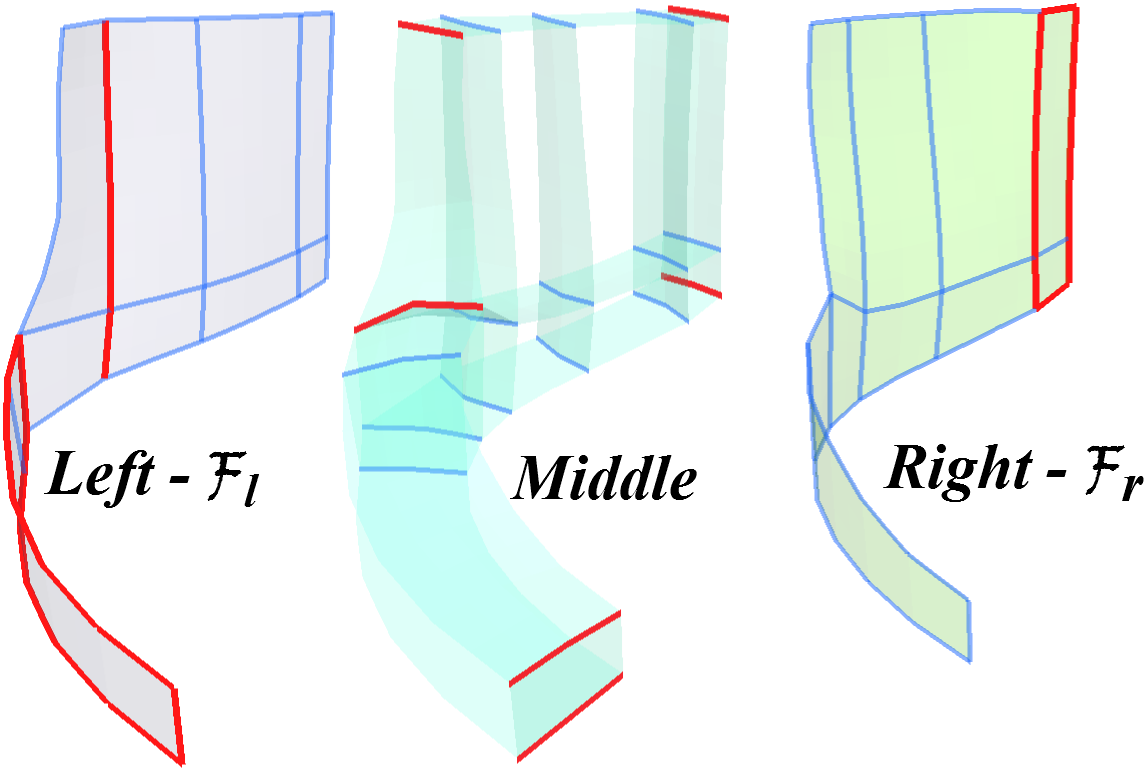 Left - ℱl
Middle
Right - ℱr